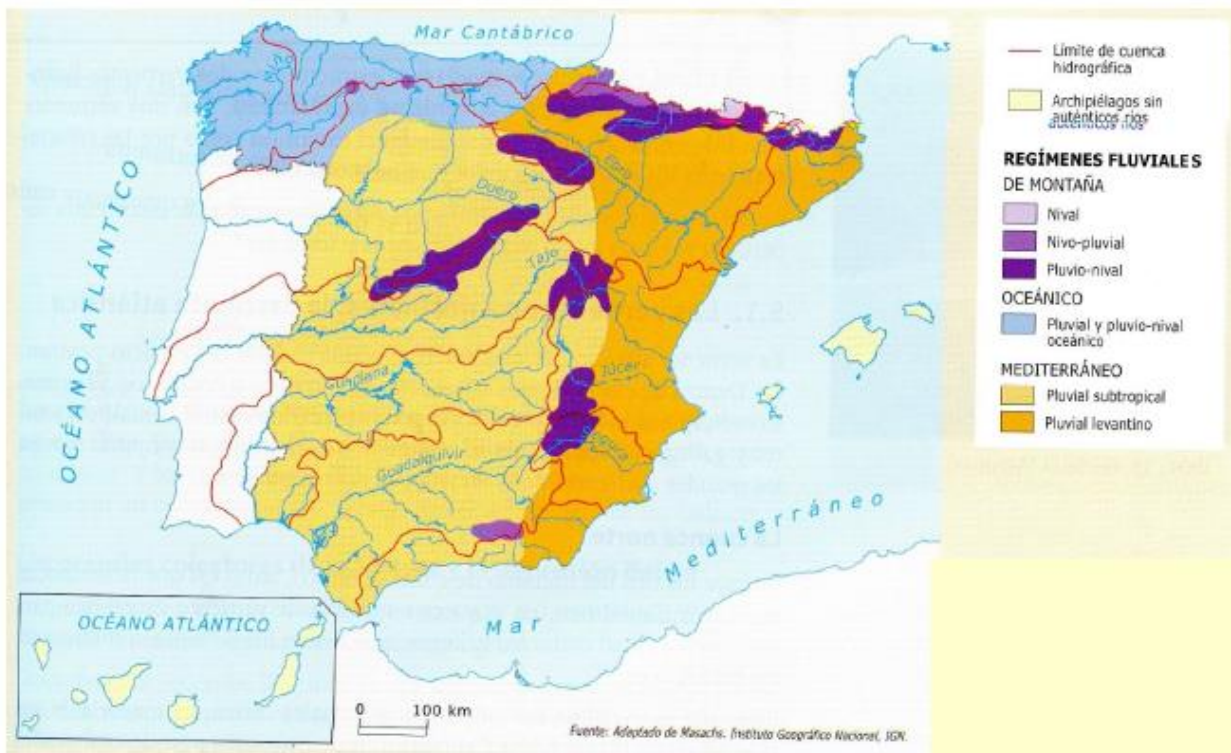 Mar Cantábrico
OCÉANO ATLÁNTICO
Duero
Ebro
Tajo
Guadiana
Júcar
Segura
Guadalquivir
Mar Mediterráneo
OCÉANO ATLÁNTICO
0 100 km
Fuente: Adaptado de Masachs. Instituto Geográfico Nacional, IGN.
Límite de cuenca
hidrográfica
Archipiélagos sin
auténticos ríos
auténticos ríos
REGÍMENES FLUVIALES
DE MONTAÑA
Nival
Nivo-pluvial
Pluvio-nival
OCEÁNICO
Pluvial y pluvio-nival
oceánico
MEDITERRÁNEO
Pluvial subtropical
Pluvial levantino